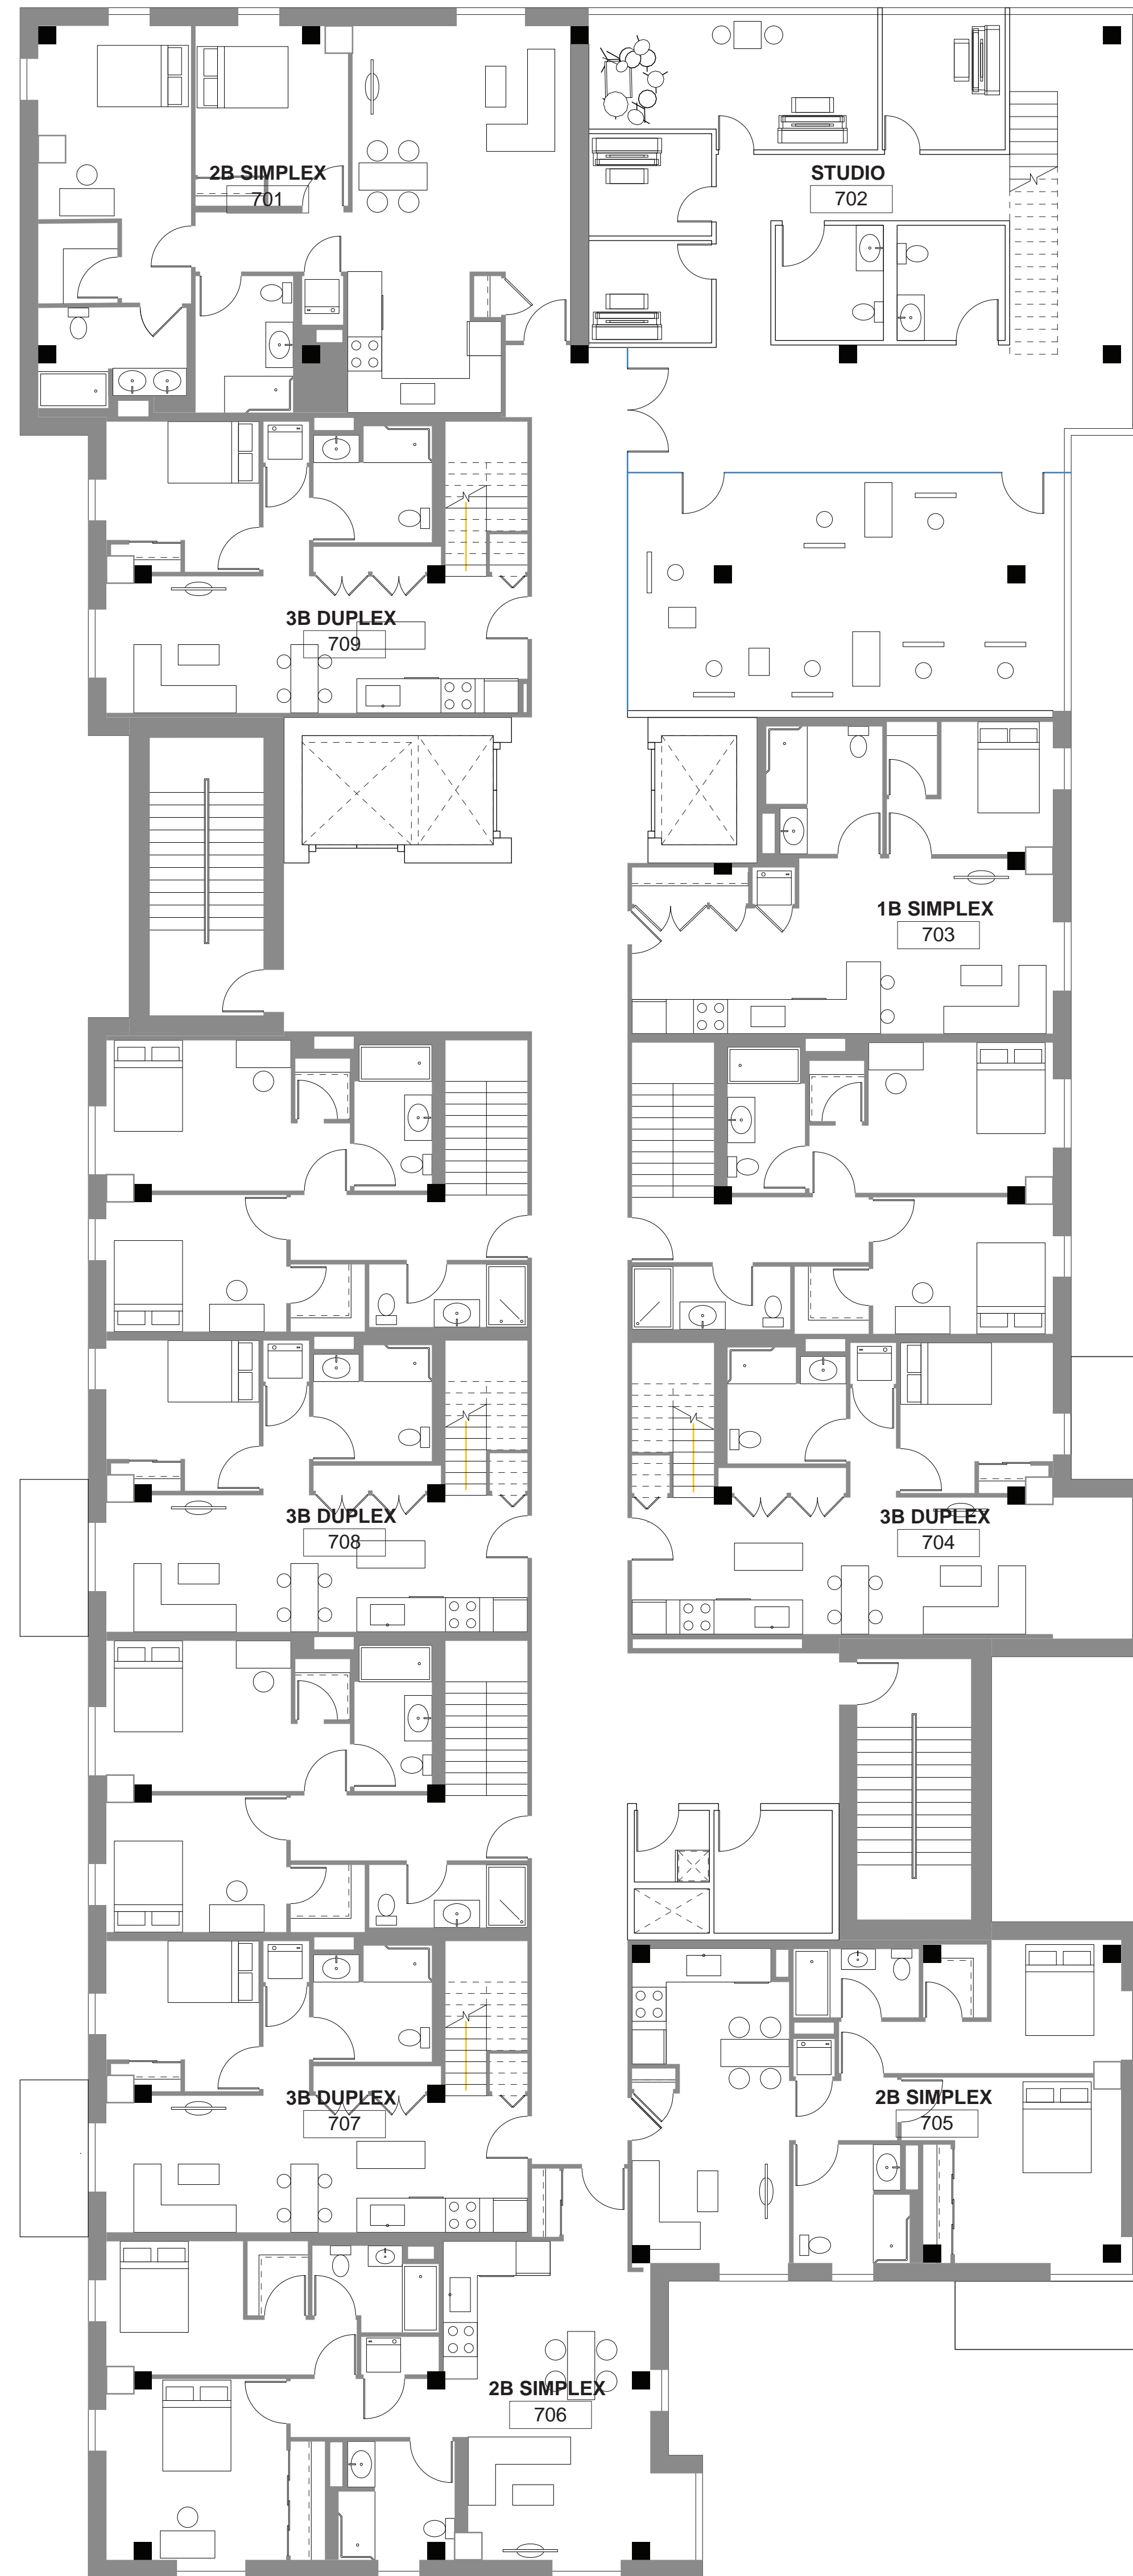 2B SIMPLEX
701
STUDIO
702
3B DUPLEX
709
1B SIMPLEX
703
3B DUPLEX
708
3B DUPLEX
704
3B DUPLEX
707
2B SIMPLEX
705
2B SIMPLEX
706